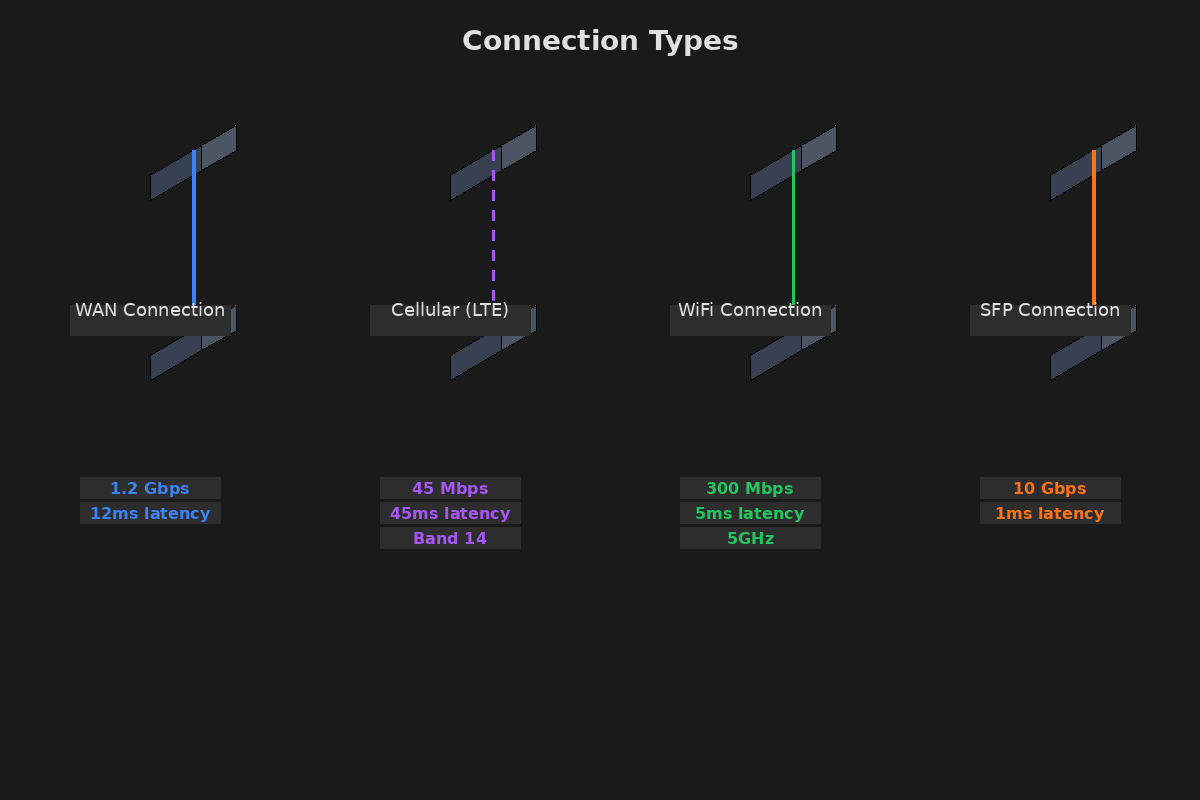 Connection Types
WAN Connection
Cellular (LTE)
WiFi Connection
SFP Connection
1.2 Gbps
12ms latency
45 Mbps
45ms latency
Band 14
300 Mbps
5ms latency
5GHz
10 Gbps
1ms latency